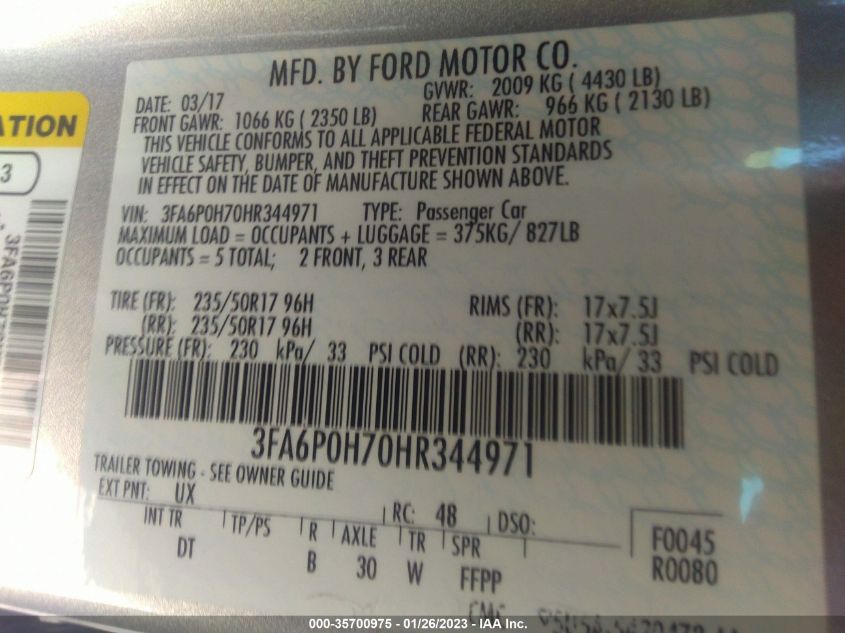 MFD. BY FORD MOTOR CO.
DATE: 03/17 GVWR: 2009 KG ( 4430 LB)
FRONT GAWR: 1066 KG ( 2350 LB) REAR GAWR: 966 KG ( 2130 LB)
THIS VEHICLE CONFORMS TO ALL APPLICABLE FEDERAL MOTOR
VEHICLE SAFETY, BUMPER, AND THEFT PREVENTION STANDARDS
IN EFFECT ON THE DATE OF MANUFACTURE SHOWN ABOVE.
VIN: 3FA6P0H70HR344971 TYPE: Passenger Car
MAXIMUM LOAD = OCCUPANTS + LUGGAGE = 375KG/ 827LB
OCCUPANTS = 5 TOTAL; 2 FRONT, 3 REAR
TIRE (FR): 235/50R17 96H RIMS (FR): 17x7.5J
(RR): 235/50R17 96H (RR): 17x7.5J
PRESSURE (FR): 230 kPa/ 33 PSI COLD (RR): 230 kPa/ 33 PSI COLD
3FA6P0H70HR344971
TRAILER TOWING - SEE OWNER GUIDE
EXT PNT: UX RC: 48 DSO:
INT TR TP/PS R AXLE TR SPR F0045
DT B 30 W FFPP R0080
ATION
3
3FA6P0H7
000-35700975 - 01/26/2023 - IAA Inc.